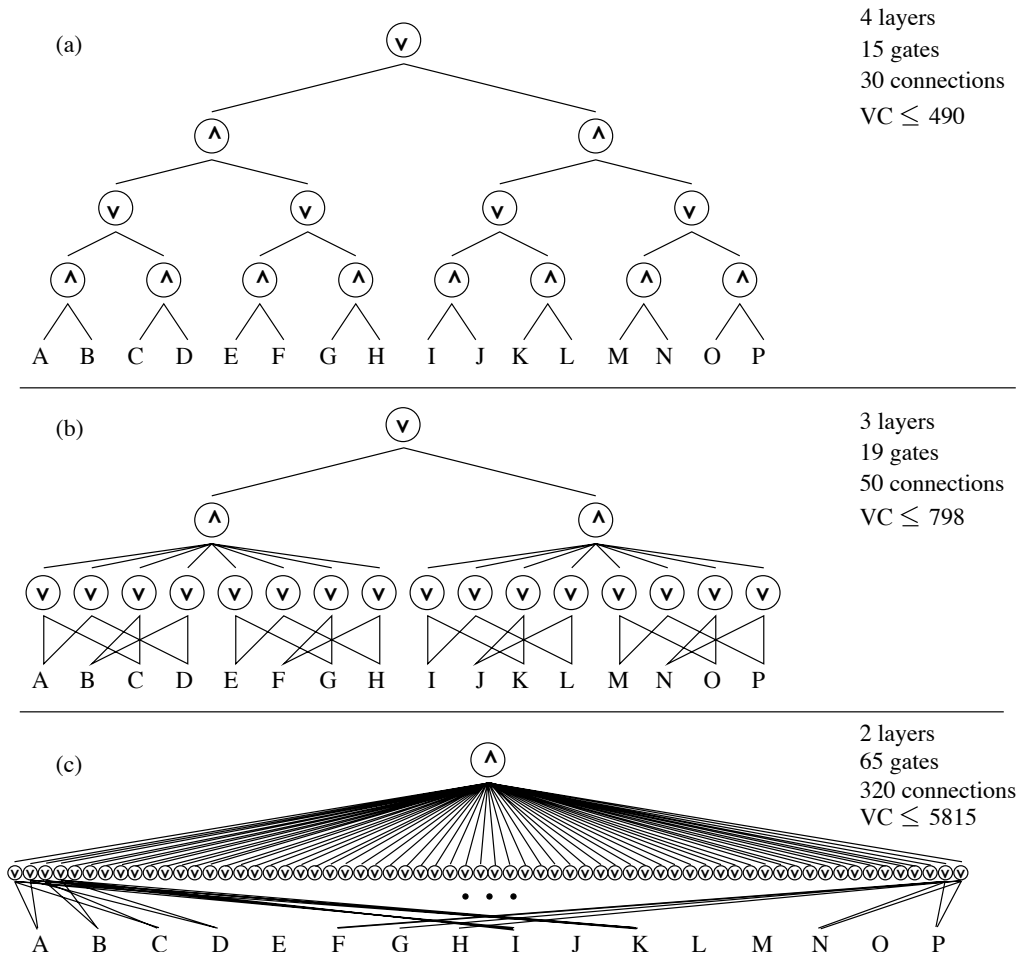 (a)
4 layers
15 gates
30 connections
VC ≤ 490
∨
∧ ∧
∨ ∨ ∨ ∨
∧ ∧ ∧ ∧ ∧ ∧ ∧ ∧
A B C D E F G H I J K L M N O P
(b)
3 layers
19 gates
50 connections
VC ≤ 798
∨
∧ ∧
∨ ∨ ∨ ∨ ∨ ∨ ∨ ∨ ∨ ∨ ∨ ∨ ∨ ∨ ∨ ∨
A B C D E F G H I J K L M N O P
(c)
2 layers
65 gates
320 connections
VC ≤ 5815
∧
∨ ∨ ∨ ∨ ∨ ∨ ∨ ∨ ∨ ∨ ∨ ∨ ∨ ∨ ∨ ∨ ∨ ∨ ∨ ∨ ∨ ∨ ∨ ∨ ∨ ∨ ∨ ∨ ∨ ∨ ∨ ∨ ∨ ∨ ∨ ∨ ∨ ∨ ∨ ∨ ∨ ∨ ∨ ∨ ∨ ∨ ∨ ∨ ∨ ∨ ∨ ∨ ∨ ∨ ∨ ∨ ∨ ∨ ∨ ∨ ∨ ∨ ∨ ∨
• • •
A B C D E F G H I J K L M N O P